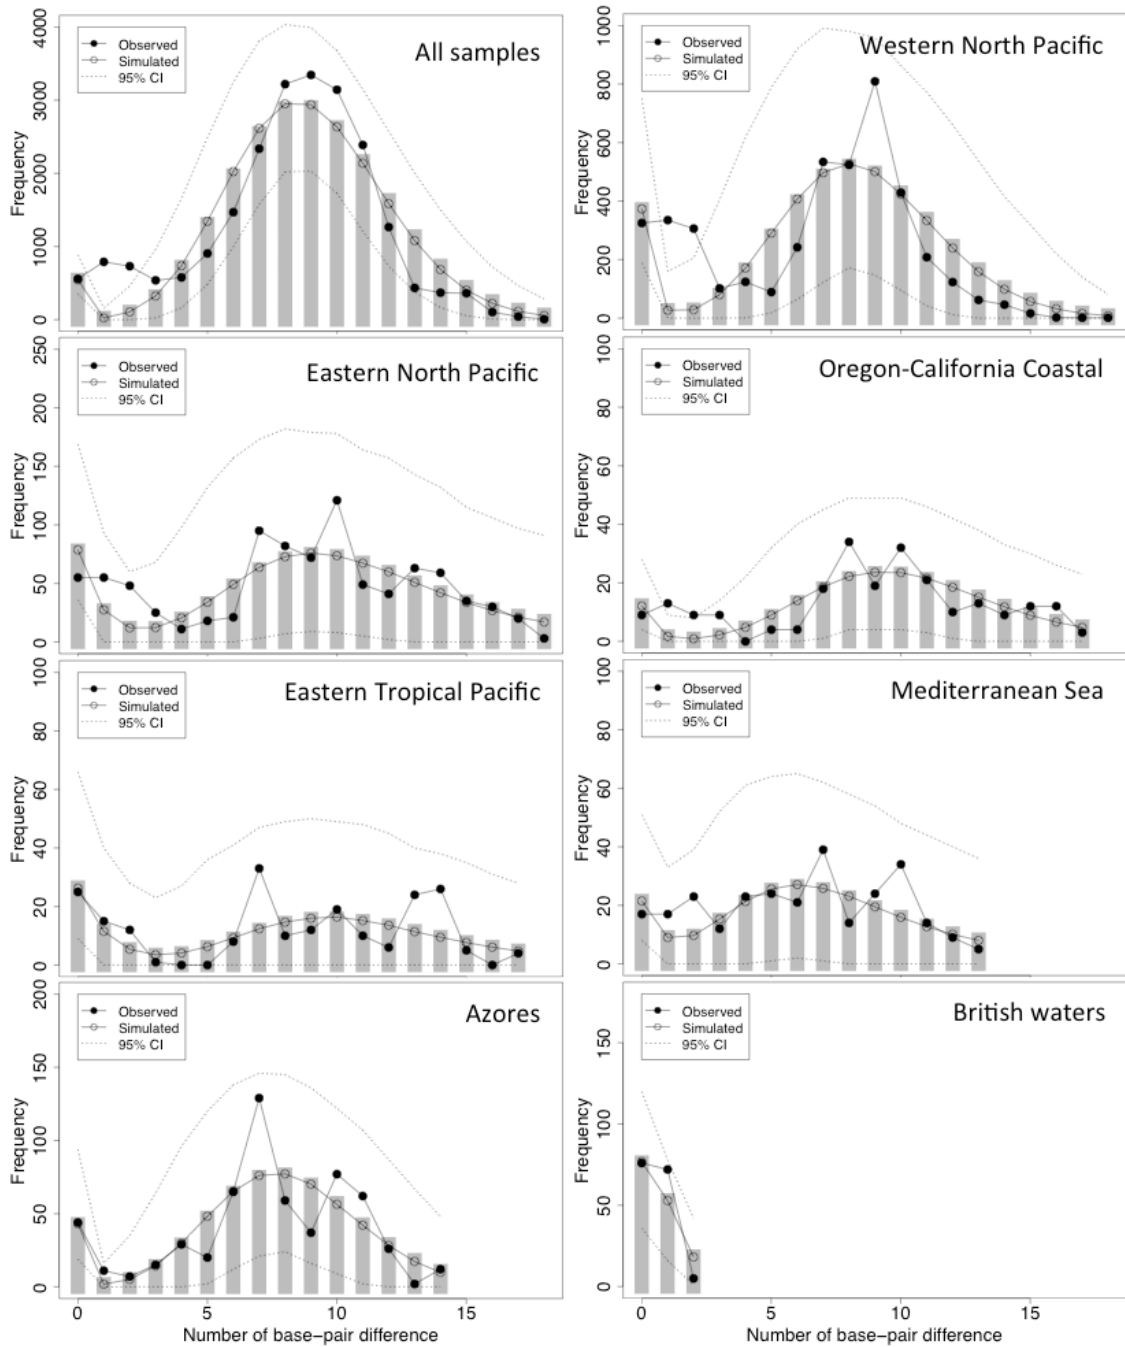 All samples
Observed
Simulated
95% CI
Frequency
0
1000
2000
3000
4000
Western North Pacific
Observed
Simulated
95% CI
Frequency
0
200
400
600
800
1000
Eastern North Pacific
Observed
Simulated
95% CI
Frequency
0
50
100
150
200
250
Oregon-California Coastal
Observed
Simulated
95% CI
Frequency
0
20
40
60
80
100
Eastern Tropical Pacific
Observed
Simulated
95% CI
Frequency
0
20
40
60
80
100
Mediterranean Sea
Observed
Simulated
95% CI
Frequency
0
20
40
60
80
100
Azores
Observed
Simulated
95% CI
Frequency
0
50
100
150
200
0 5 10 15
Number of base-pair difference
British waters
Observed
Simulated
95% CI
Frequency
0
50
100
150
0 5 10 15
Number of base-pair difference